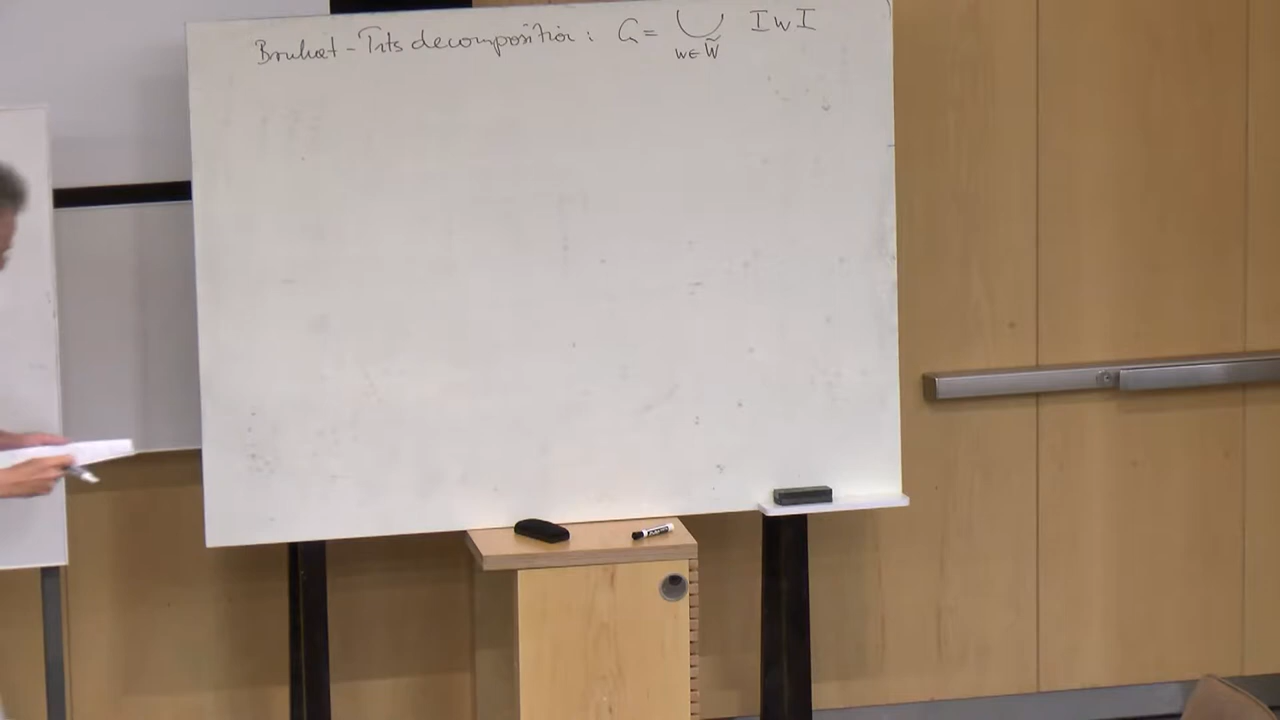 Bruhat-Tits decomposition: G = ∪ I w I
w ∈ W̃